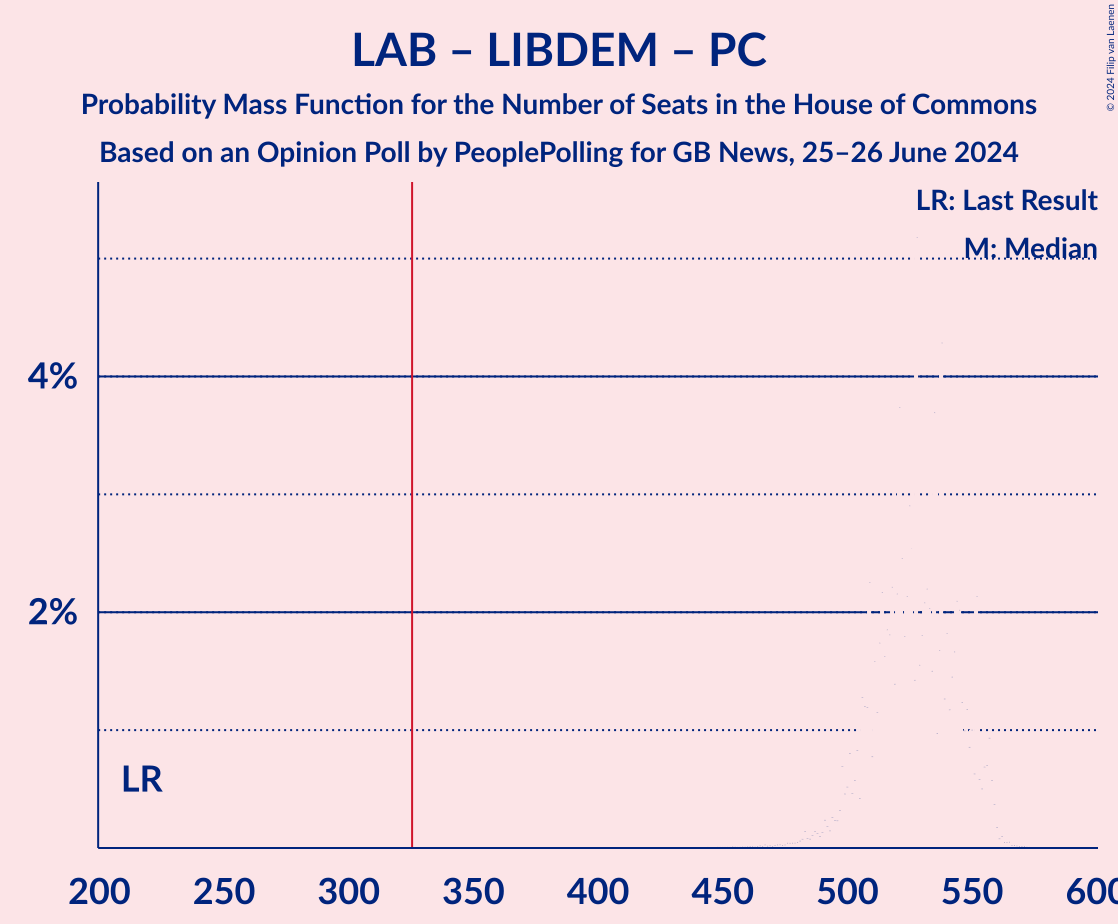 LAB – LIBDEM – PC
Probability Mass Function for the Number of Seats in the House of Commons
Based on an Opinion Poll by PeoplePolling for GB News, 25–26 June 2024
© 2024 Filip van Laenen
LR: Last Result
M: Median
4%
2%
LR
200 250 300 350 400 450 500 550 600